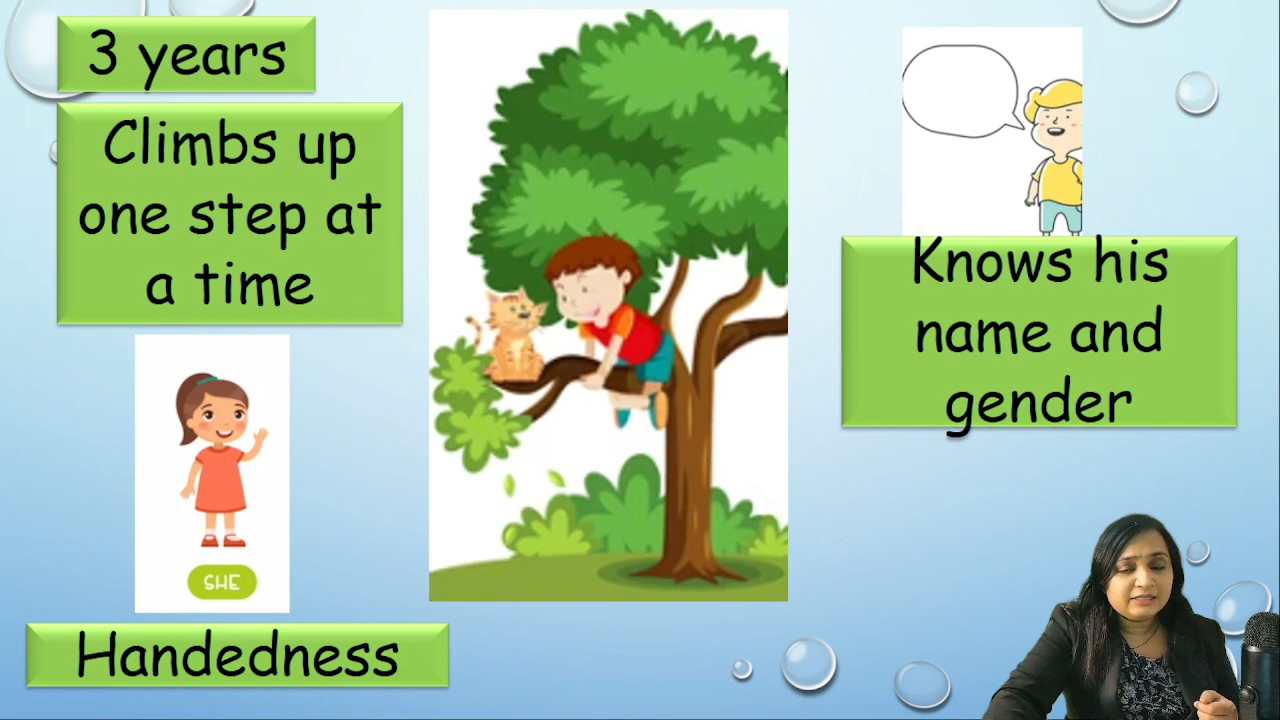 3 years
Climbs up
one step at
a time
Knows his
name and
gender
SHE
Handedness